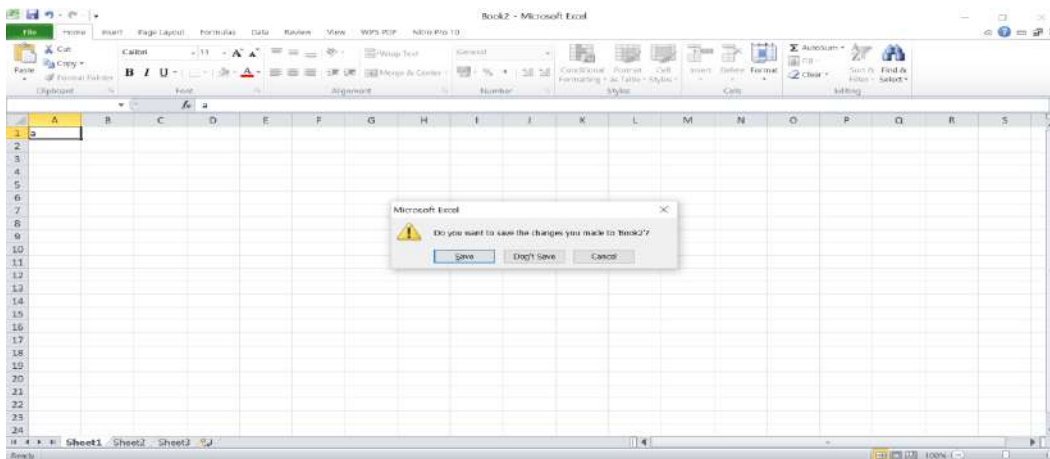 Book2 - Microsoft Excel
File Home Insert Page Layout Formulas Data Review View WPS PDF Nitro Pro 10
Paste
Cut
Copy
Format Painter
Clipboard
Calibri 11 A A
B I U A
Font
Wrap Text
Merge & Center
Alignment
General
%
Number
Conditional Formatting
Format as Table
Cell Styles
Styles
Insert Delete Format
Cells
Σ AutoSum
Fill
Clear
Sort & Filter
Find & Select
Editing
fx a
A B C D E F G H I J K L M N O P Q R S
1 a
2
3
4
5
6
7
8
9
10
11
12
13
14
15
16
17
18
19
20
21
22
23
24
Microsoft Excel
Do you want to save the changes you made to 'Book2'?
Save Don't Save Cancel
Sheet1 Sheet2 Sheet3
Ready 100%